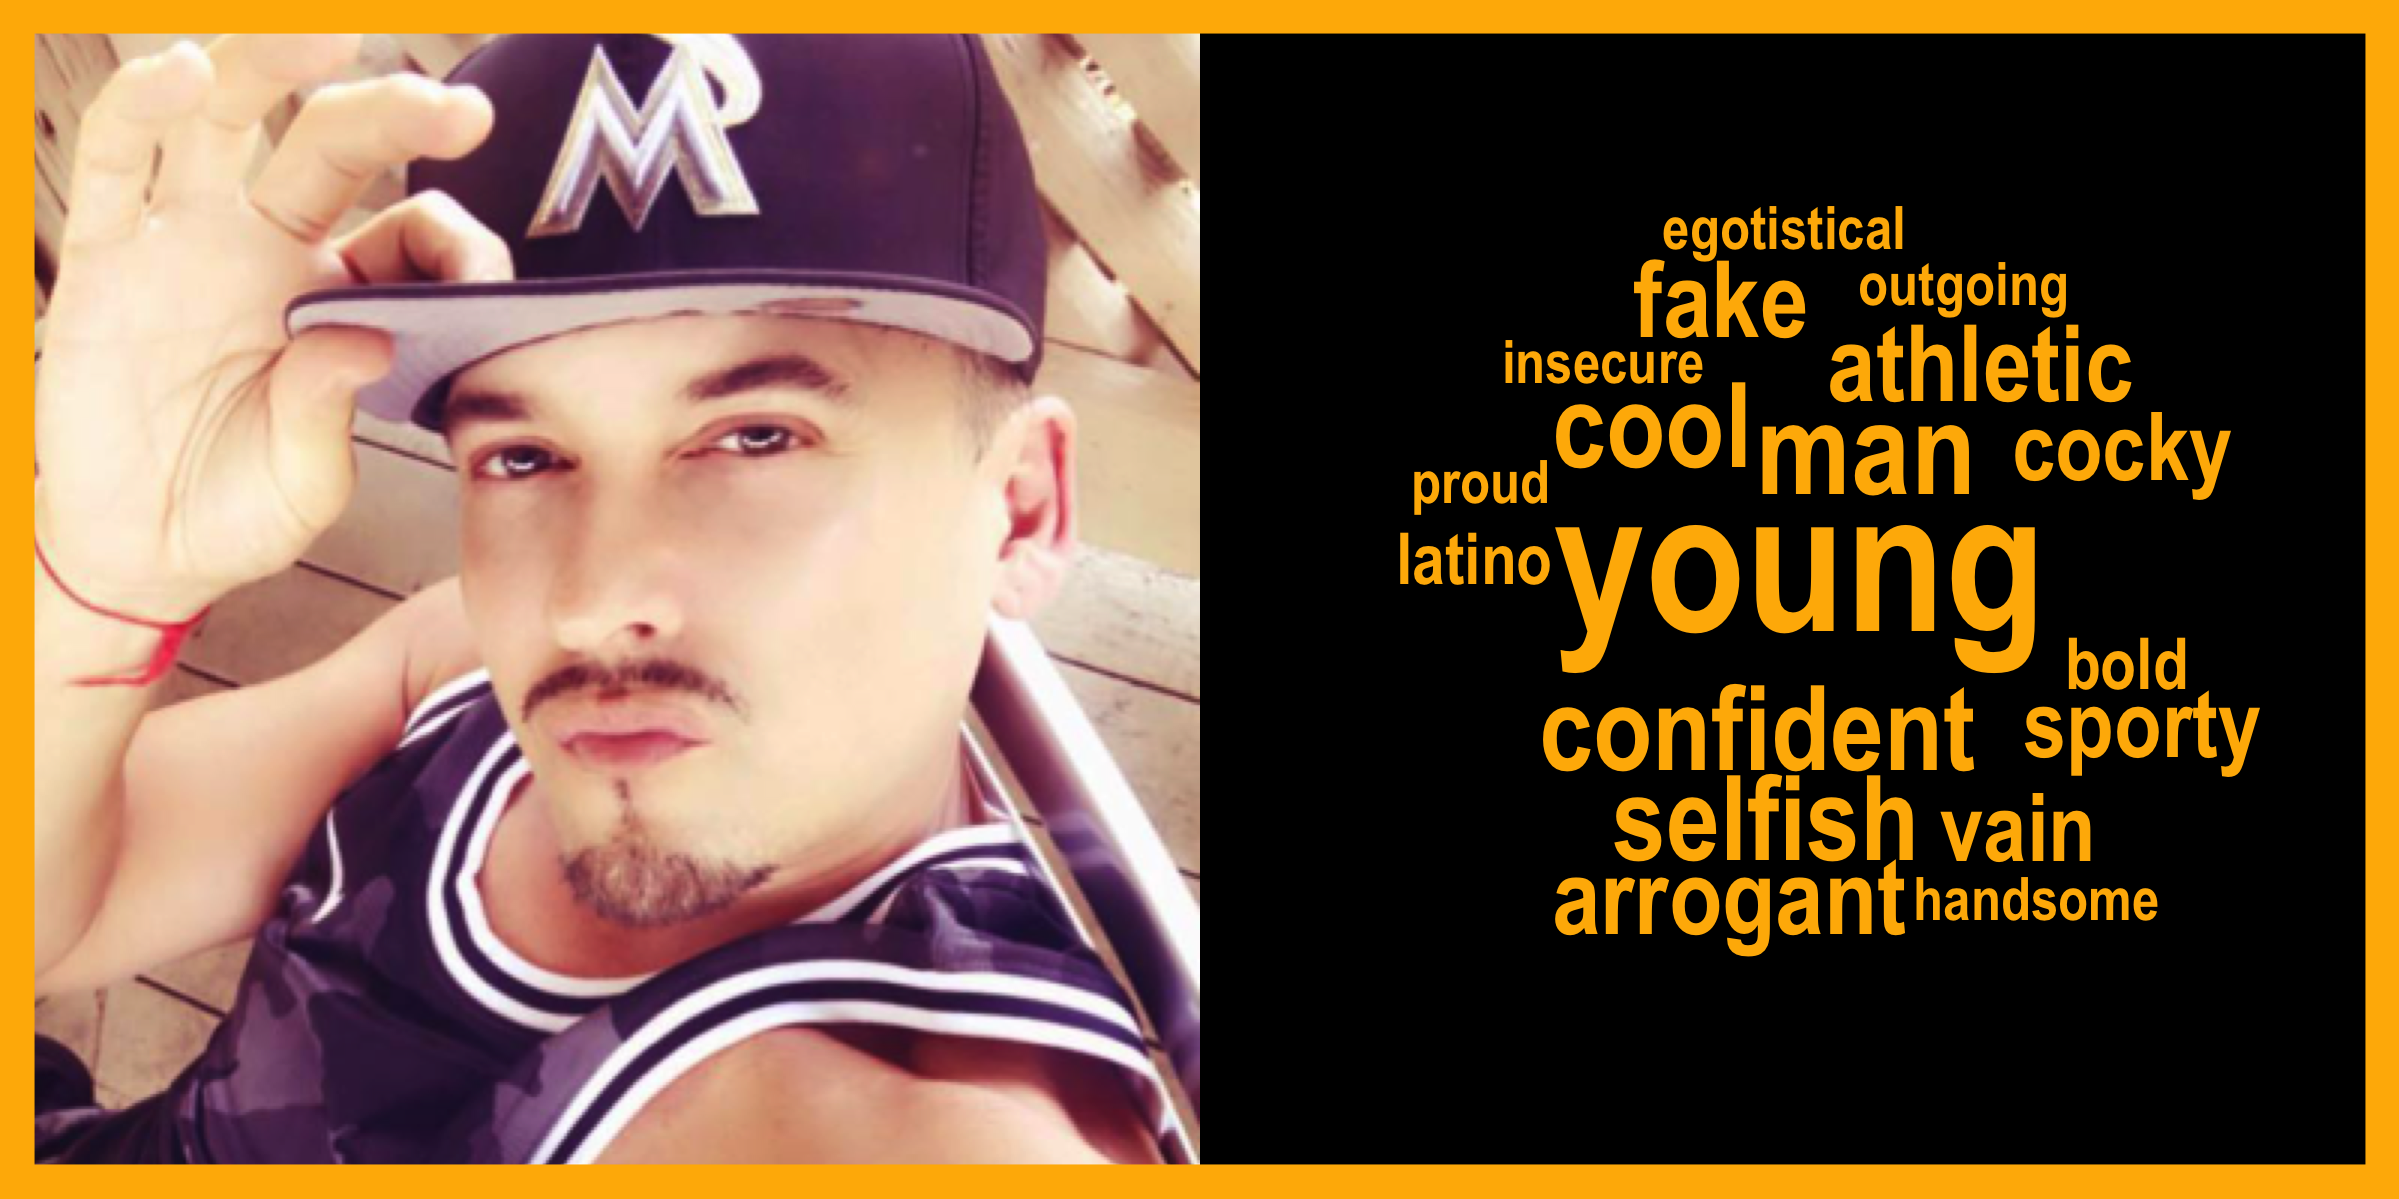 M
egotistical
fake outgoing
insecure athletic
cool man cocky
proud
latino young
bold
confident sporty
selfish vain
arrogant handsome